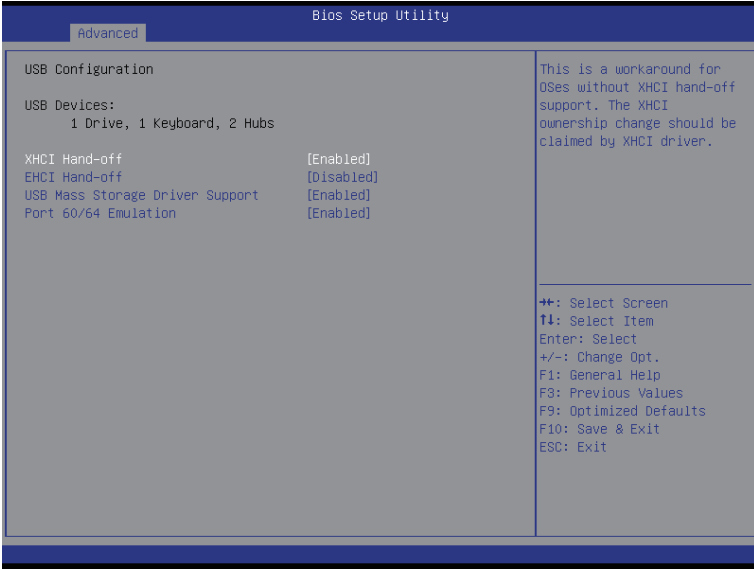 Bios Setup Utility
Advanced
USB Configuration
USB Devices:
1 Drive, 1 Keyboard, 2 Hubs
XHCI Hand-off [Enabled]
EHCI Hand-off [Disabled]
USB Mass Storage Driver Support [Enabled]
Port 60/64 Emulation [Enabled]
This is a workaround for
OSes without XHCI hand-off
support. The XHCI
ownership change should be
claimed by XHCI driver.
→←: Select Screen
↑↓: Select Item
Enter: Select
+/-: Change Opt.
F1: General Help
F3: Previous Values
F9: Optimized Defaults
F10: Save & Exit
ESC: Exit